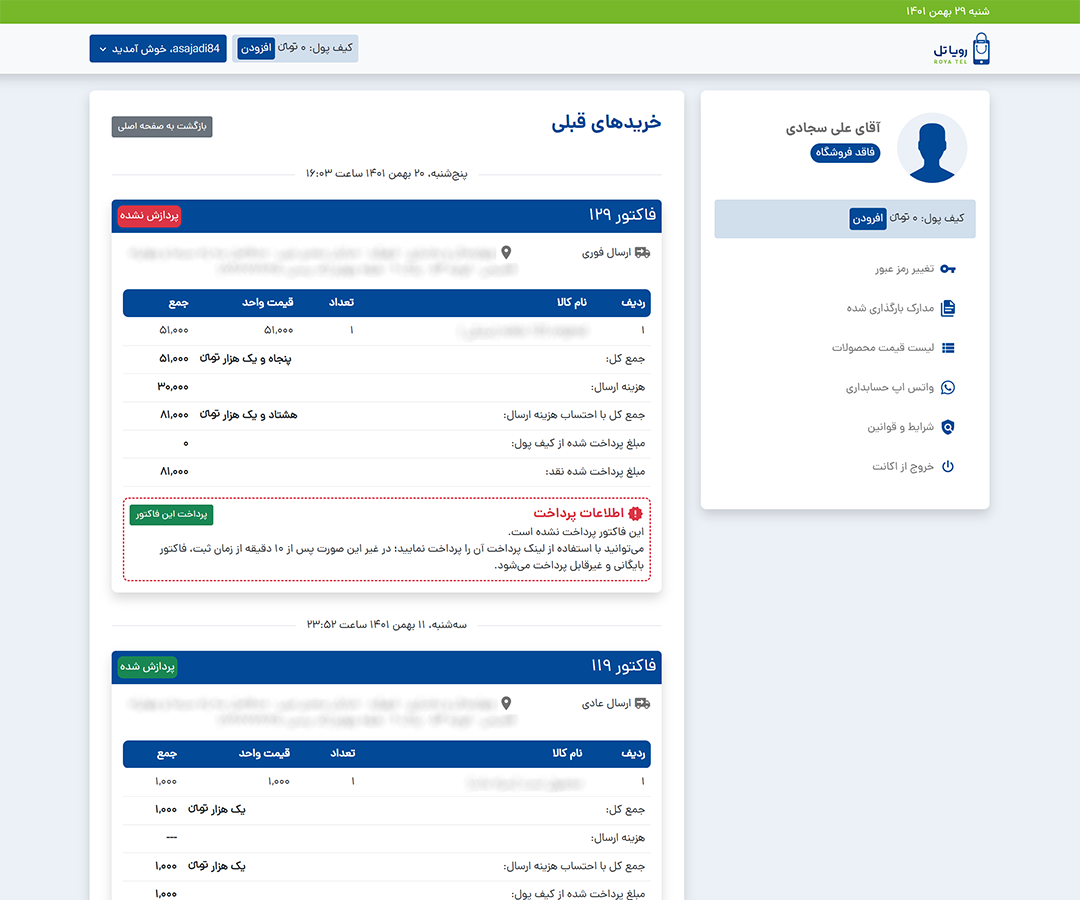 شنبه ۲۹ بهمن ۱۴۰۱
رویا تل
ROYA TEL
کیف پول: ۰ تومان افزودن
asajadi84، خوش آمدید
آقای علی سجادی
فاقد فروشگاه
کیف پول: ۰ تومان افزودن
تغییر رمز عبور
مدارک بارگذاری شده
لیست قیمت محصولات
واتس اپ حسابداری
شرایط و قوانین
خروج از اکانت
خریدهای قبلی
بازگشت به صفحه اصلی
پنج‌شنبه، ۲۰ بهمن ۱۴۰۱ ساعت ۱۶:۰۳
فاکتور ۱۲۹
پردازش نشده
ارسال فوری
ردیف نام کالا تعداد قیمت واحد جمع
۱ ۱ ۵۱,۰۰۰ ۵۱,۰۰۰
جمع کل: پنجاه و یک هزار تومان ۵۱,۰۰۰
هزینه ارسال: ۳۰,۰۰۰
جمع کل با احتساب هزینه ارسال: هشتاد و یک هزار تومان ۸۱,۰۰۰
مبلغ پرداخت شده از کیف پول: ۰
مبلغ پرداخت شده نقد: ۸۱,۰۰۰
اطلاعات پرداخت
پرداخت این فاکتور
این فاکتور پرداخت نشده است.
می‌توانید با استفاده از لینک پرداخت آن را پرداخت نمایید؛ در غیر این صورت پس از ۱۰ دقیقه از زمان ثبت، فاکتور
بایگانی و غیرقابل پرداخت می‌شود.
سه‌شنبه، ۱۱ بهمن ۱۴۰۱ ساعت ۲۳:۵۲
فاکتور ۱۱۹
پردازش شده
ارسال عادی
ردیف نام کالا تعداد قیمت واحد جمع
۱ ۱ ۱,۰۰۰ ۱,۰۰۰
جمع کل: یک هزار تومان ۱,۰۰۰
هزینه ارسال: ---
جمع کل با احتساب هزینه ارسال: یک هزار تومان ۱,۰۰۰
مبلغ پرداخت شده از کیف پول: ۱,۰۰۰